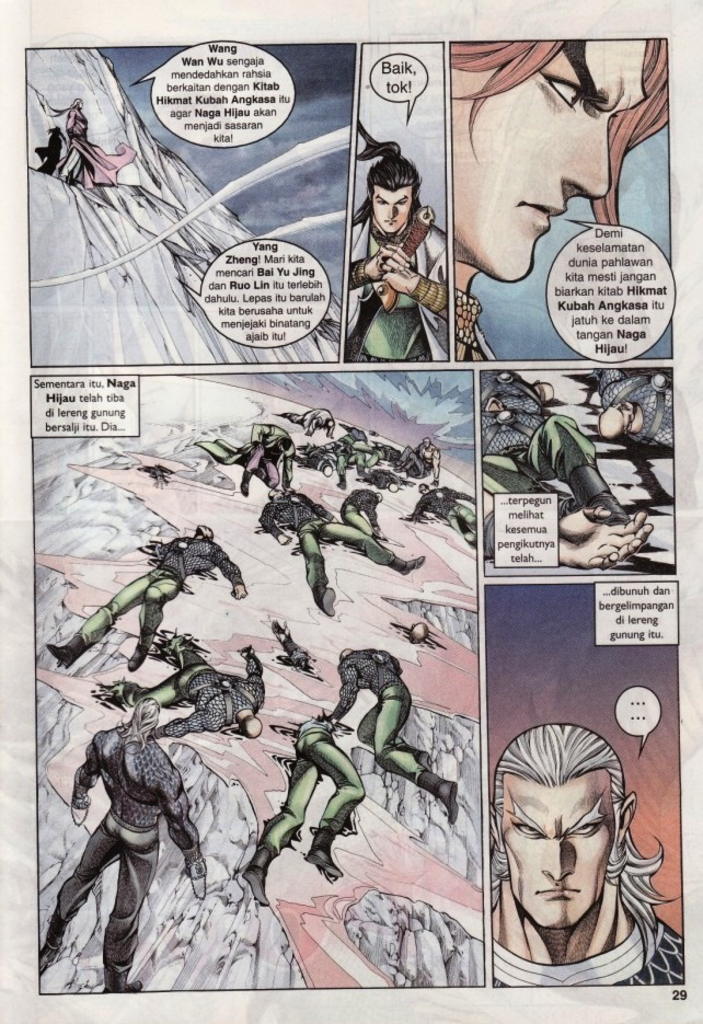 Wang
Wan Wu sengaja
mendedahkan rahsia
berkaitan dengan Kitab
Hikmat Kubah Angkasa itu
agar Naga Hijau akan
menjadi sasaran
kita!
Yang
Zheng! Mari kita
mencari Bai Yu Jing
dan Ruo Lin itu terlebih
dahulu. Lepas itu barulah
kita berusaha untuk
menjejaki binatang
ajaib itu!
Baik,
tok!
Demi
keselamatan
dunia pahlawan
kita mesti jangan
biarkan kitab Hikmat
Kubah Angkasa itu
jatuh ke dalam
tangan Naga
Hijau!
Sementara itu, Naga
Hijau telah tiba
di lereng gunung
bersalji itu. Dia...
...terpegun
melihat
kesemua
pengikutnya
telah...
...dibunuh dan
bergelimpangan
di lereng
gunung itu.
...
...
29